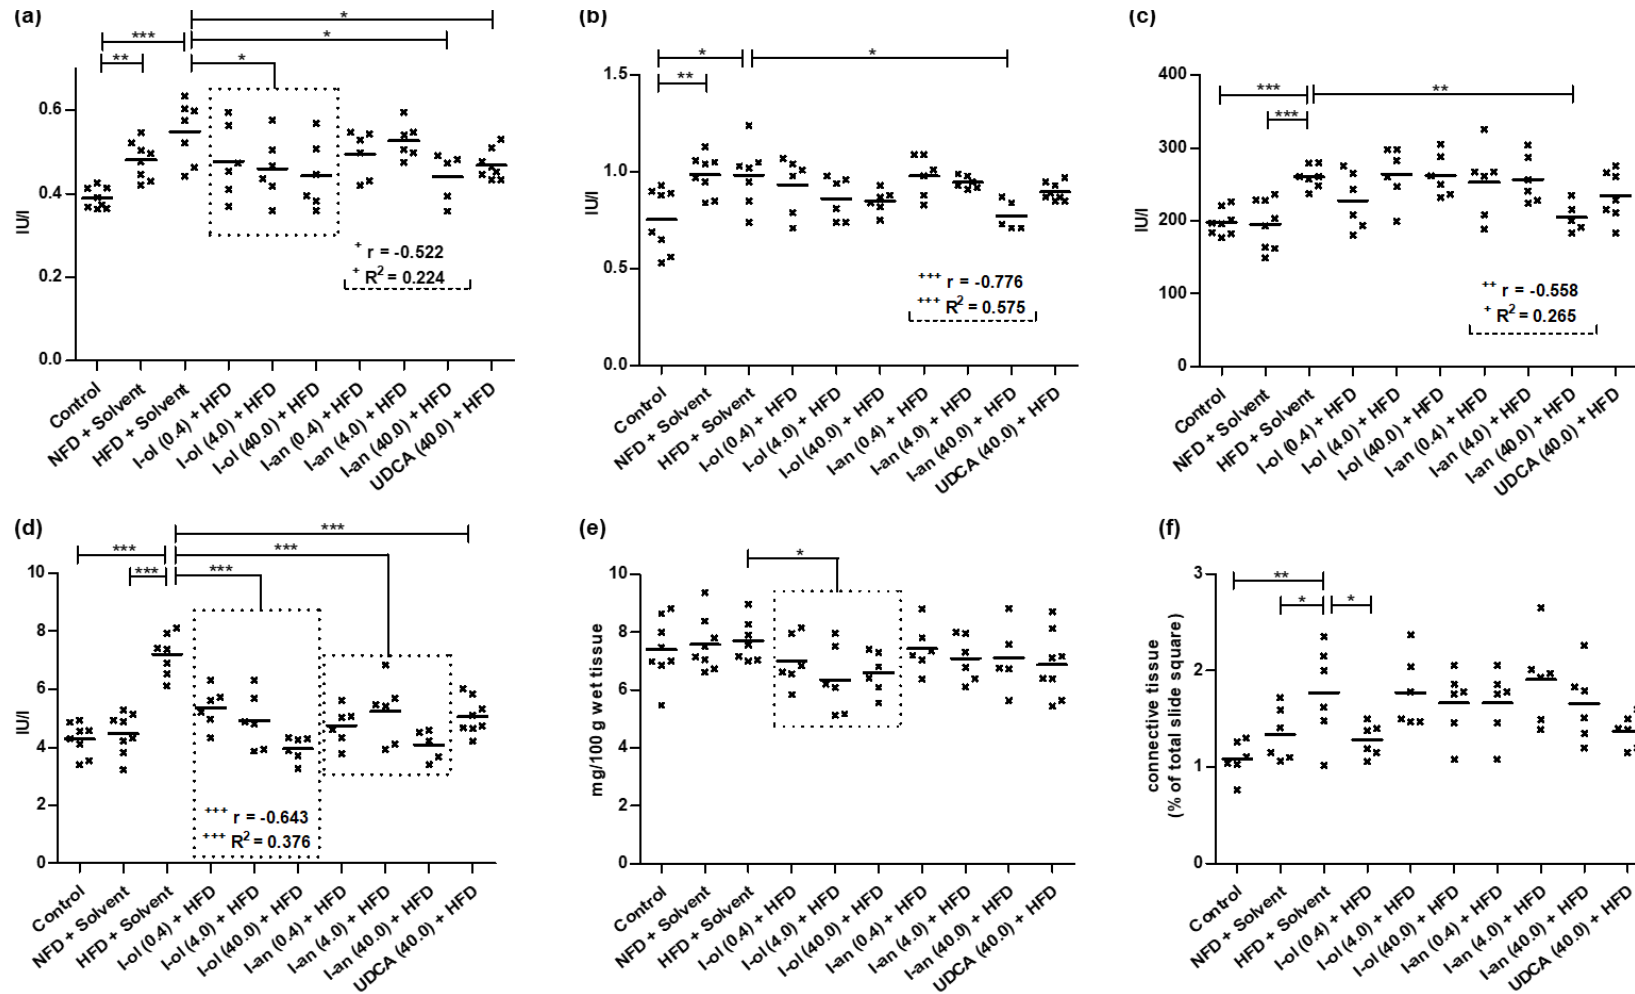 (a)
***
**
*
*
*
0.6
0.4
0.2
0.0
IU/l
+ r = -0.522
+ R2 = 0.224
Control
NFD + Solvent
HFD + Solvent
I-ol (0.4) + HFD
I-ol (4.0) + HFD
I-ol (40.0) + HFD
I-an (0.4) + HFD
I-an (4.0) + HFD
I-an (40.0) + HFD
UDCA (40.0) + HFD
(b)
*
**
*
1.5
1.0
0.5
0.0
IU/l
+++ r = -0.776
+++ R2 = 0.575
Control
NFD + Solvent
HFD + Solvent
I-ol (0.4) + HFD
I-ol (4.0) + HFD
I-ol (40.0) + HFD
I-an (0.4) + HFD
I-an (4.0) + HFD
I-an (40.0) + HFD
UDCA (40.0) + HFD
(c)
***
***
**
400
300
200
100
0
IU/l
++ r = -0.558
+ R2 = 0.265
Control
NFD + Solvent
HFD + Solvent
I-ol (0.4) + HFD
I-ol (4.0) + HFD
I-ol (40.0) + HFD
I-an (0.4) + HFD
I-an (4.0) + HFD
I-an (40.0) + HFD
UDCA (40.0) + HFD
(d)
***
***
***
***
***
10
8
6
4
2
0
IU/l
+++ r = -0.643
+++ R2 = 0.376
Control
NFD + Solvent
HFD + Solvent
I-ol (0.4) + HFD
I-ol (4.0) + HFD
I-ol (40.0) + HFD
I-an (0.4) + HFD
I-an (4.0) + HFD
I-an (40.0) + HFD
UDCA (40.0) + HFD
(e)
*
10
8
6
4
2
0
mg/100 g wet tissue
Control
NFD + Solvent
HFD + Solvent
I-ol (0.4) + HFD
I-ol (4.0) + HFD
I-ol (40.0) + HFD
I-an (0.4) + HFD
I-an (4.0) + HFD
I-an (40.0) + HFD
UDCA (40.0) + HFD
(f)
**
*
*
3
2
1
0
connective tissue
(% of total slide square)
Control
NFD + Solvent
HFD + Solvent
I-ol (0.4) + HFD
I-ol (4.0) + HFD
I-ol (40.0) + HFD
I-an (0.4) + HFD
I-an (4.0) + HFD
I-an (40.0) + HFD
UDCA (40.0) + HFD